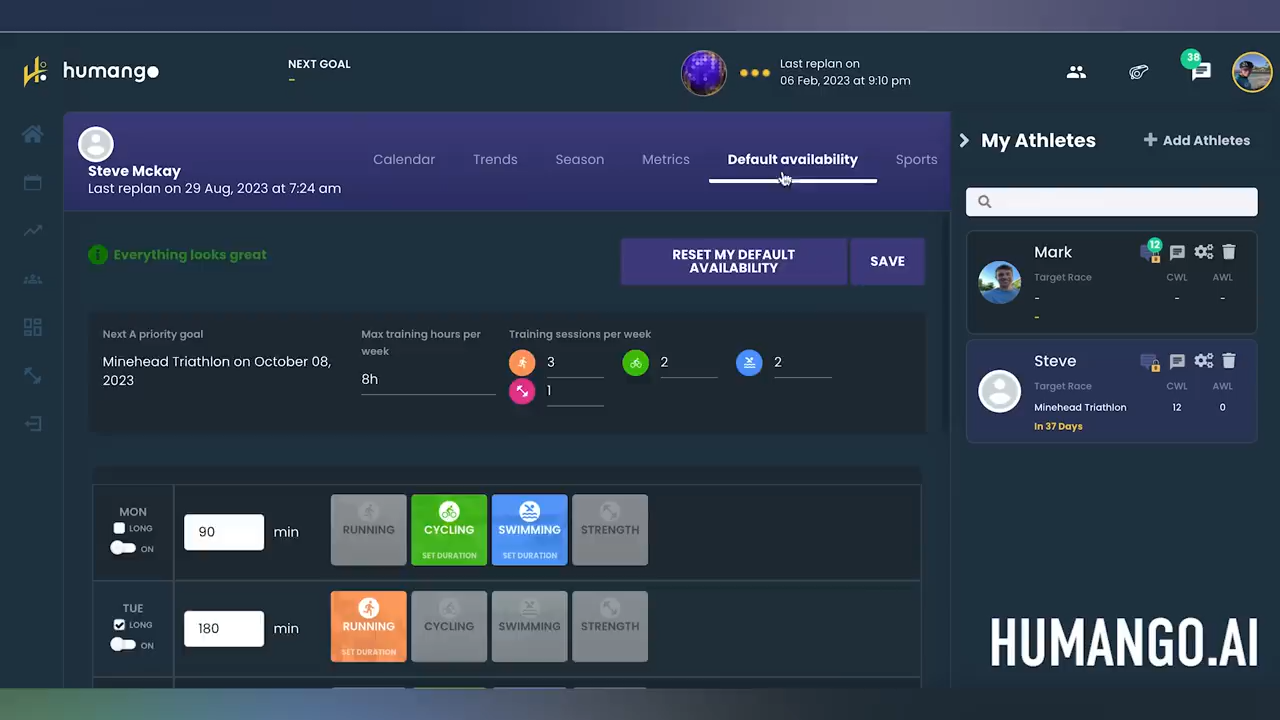 humango
NEXT GOAL
-
Last replan on
06 Feb, 2023 at 9:10 pm
38
Steve Mckay
Last replan on 29 Aug, 2023 at 7:24 am
Calendar
Trends
Season
Metrics
Default availability
Sports
My Athletes
+ Add Athletes
Everything looks great
RESET MY DEFAULT
AVAILABILITY
SAVE
Next A priority goal
Minehead Triathlon on October 08,
2023
Max training hours per
week
8h
Training sessions per week
3
2
2
1
Mark
12
Target Race
CWL
AWL
-
-
-
-
Steve
Target Race
CWL
AWL
Minehead Triathlon
12
0
In 37 Days
MON
LONG
ON
90
min
RUNNING
CYCLING
SET DURATION
SWIMMING
SET DURATION
STRENGTH
TUE
LONG
ON
180
min
RUNNING
SET DURATION
CYCLING
SWIMMING
STRENGTH
HUMANGO.AI